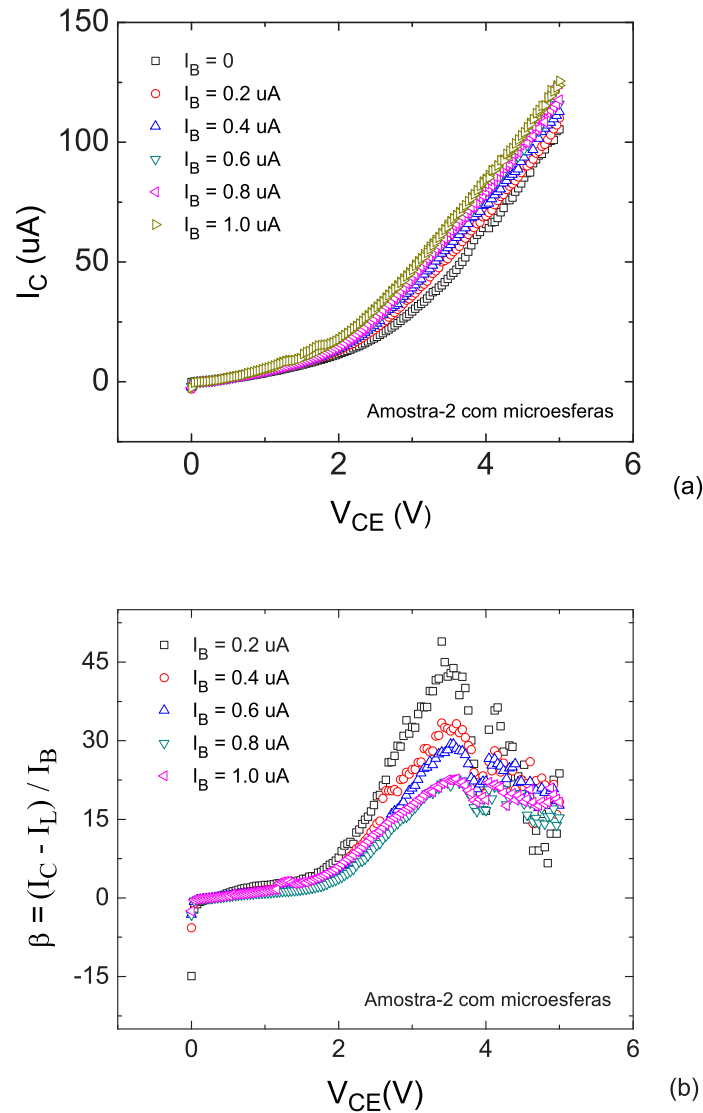 150
100
50
0
I_C (uA)
I_B = 0
I_B = 0.2 uA
I_B = 0.4 uA
I_B = 0.6 uA
I_B = 0.8 uA
I_B = 1.0 uA
Amostra-2 com microesferas
0 2 4 6
V_CE (V)
(a)
45
30
15
0
-15
β = (I_C - I_L) / I_B
I_B = 0.2 uA
I_B = 0.4 uA
I_B = 0.6 uA
I_B = 0.8 uA
I_B = 1.0 uA
Amostra-2 com microesferas
0 2 4 6
V_CE(V)
(b)